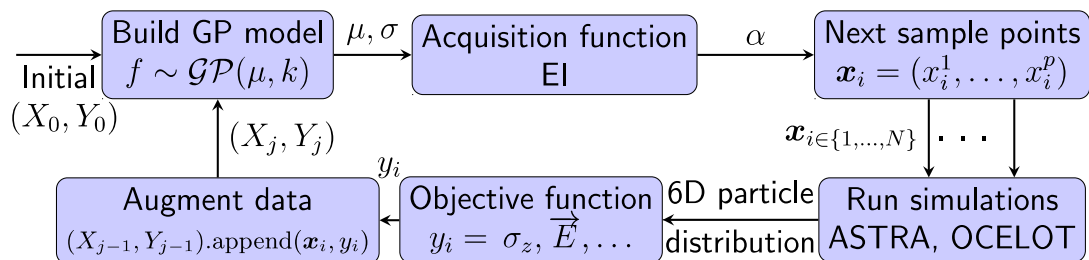 Build GP model
f ∼ 𝒢𝒫(μ, k)
μ, σ
Acquisition function
EI
α
Next sample points
𝒙ᵢ = (xᵢ¹, . . . , xᵢᵖ)
Initial
(X₀, Y₀)
(Xⱼ, Yⱼ)
𝒙_{i∈{1,...,N}}
. . .
Augment data
(Xⱼ₋₁, Yⱼ₋₁).append(𝒙ᵢ, yᵢ)
yᵢ
Objective function
yᵢ = σ_z, E⃗, . . .
6D particle
distribution
Run simulations
ASTRA, OCELOT